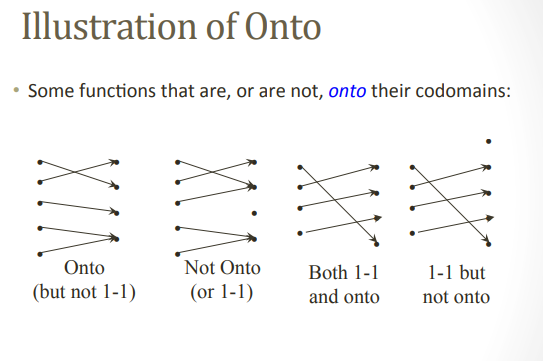 Illustration of Onto
• Some functions that are, or are not, onto their codomains:
Onto
(but not 1-1)
Not Onto
(or 1-1)
Both 1-1
and onto
1-1 but
not onto